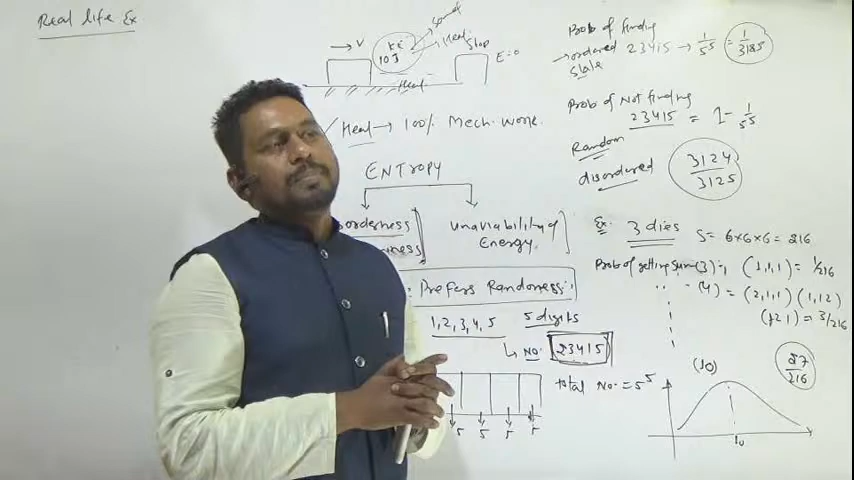 Real life Ex
→ V
KE
10J
Sound
Heat
Stop
E=0
Heat
Heat → 100% Mech. work.
ENTROPY
orderness
iness
Unaviability of
Energy.
: Prefers Randomness :
1,2,3,4,5 5 digits
→ No: 23415
total No. = 5⁵
5 5 5 5
Prob of finding
→ ordered 23415 → 1/5⁵ = 1/3125
State
Prob of Not finding
23415 = 1 - 1/5⁵
Random
disordered 3124/3125
Ex: 3 dies S = 6×6×6 = 216
Prob of getting Sum(3) :, (1,1,1) = 1/216
" " (4) = (2,1,1) (1,1,2)
(1,2,1) = 3/216
(10) 27/216
10